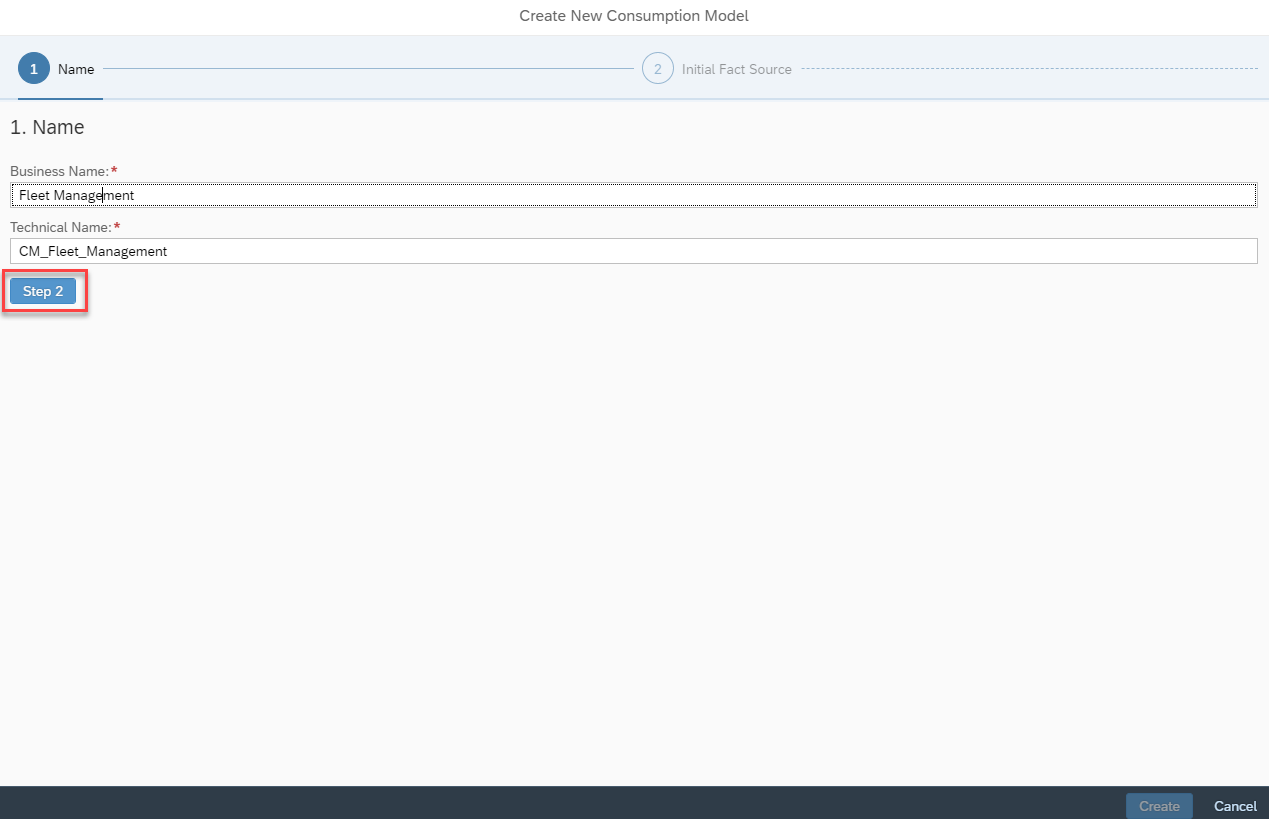 Create New Consumption Model
1 Name
2 Initial Fact Source
1. Name
Business Name:*
Fleet Management
Technical Name:*
CM_Fleet_Management
Step 2
Create Cancel